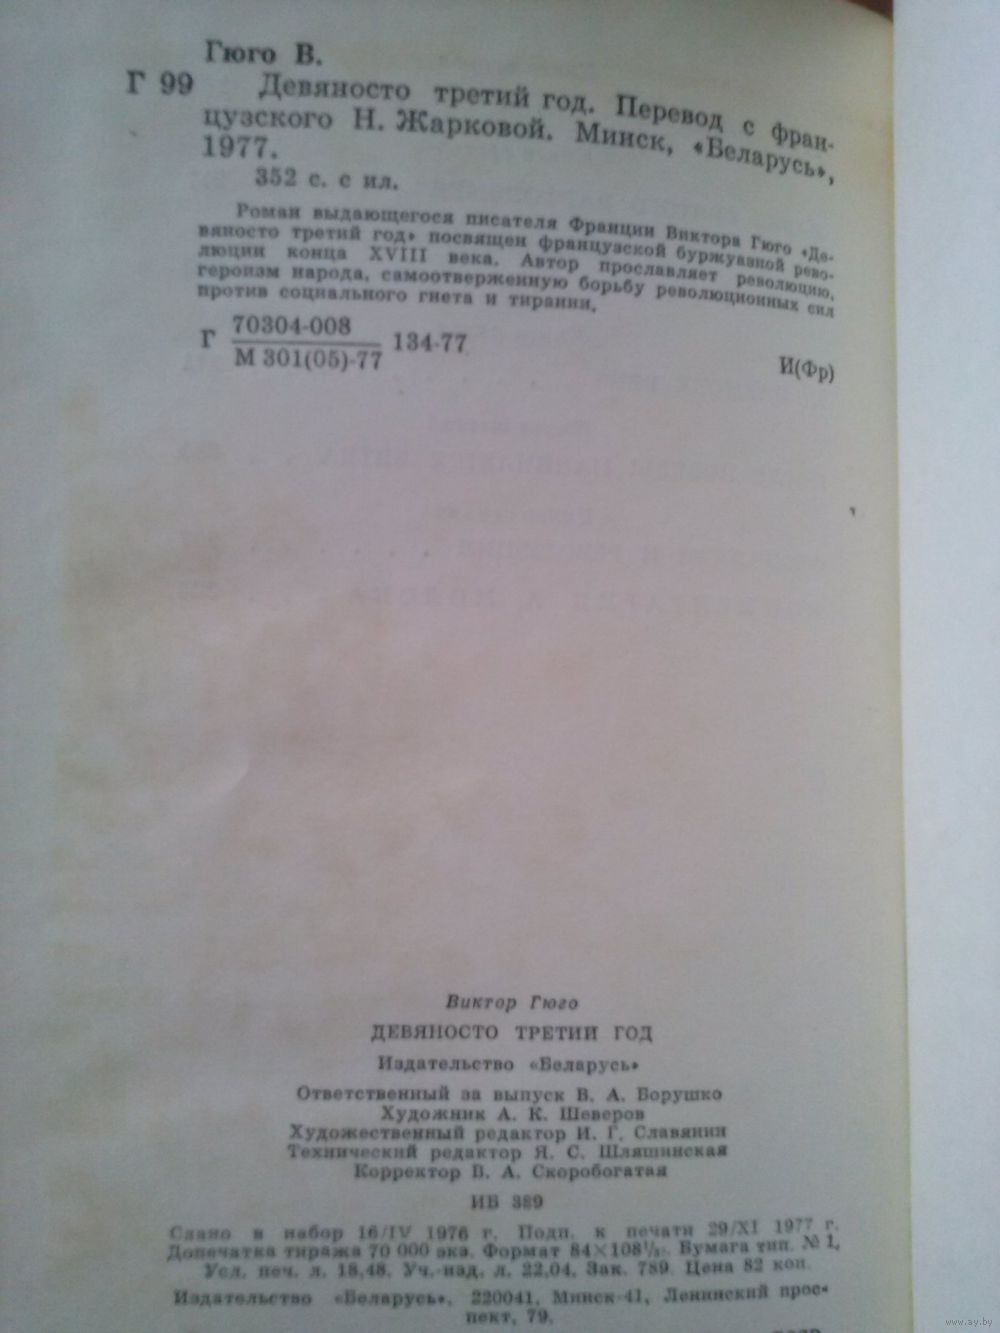 Гюго В.
Г 99 Девяносто третий год. Перевод с фран-
цузского Н. Жарковой. Минск, «Беларусь»,
1977.
352 с. с ил.
Роман выдающегося писателя Франции Виктора Гюго «Де-
вяносто третий год» посвящен французской буржуазной рево-
люции конца XVIII века. Автор прославляет революцию,
героизм народа, самоотверженную борьбу революционных сил
против социального гнета и тирании.
Г 70304-008 134-77
М 301(05)-77
И(Фр)
Виктор Гюго
ДЕВЯНОСТО ТРЕТИЙ ГОД
Издательство «Беларусь»
Ответственный за выпуск В. А. Борушко
Художник А. К. Шеверов
Художественный редактор И. Г. Славянин
Технический редактор Я. С. Шляшинская
Корректор В. А. Скоробогатая
ИБ 389
Сдано в набор 16/IV 1976 г. Подп. к печати 29/XI 1977 г.
Допечатка тиража 70 000 экз. Формат 84×108 Бумага тип. № 1.
Усл. печ. л. 18,48. Уч.-изд. л. 22,04. Зак. 789. Цена 82 коп.
Издательство «Беларусь», 220041, Минск-41, Ленинский прос-
пект, 79.
www.ay.by